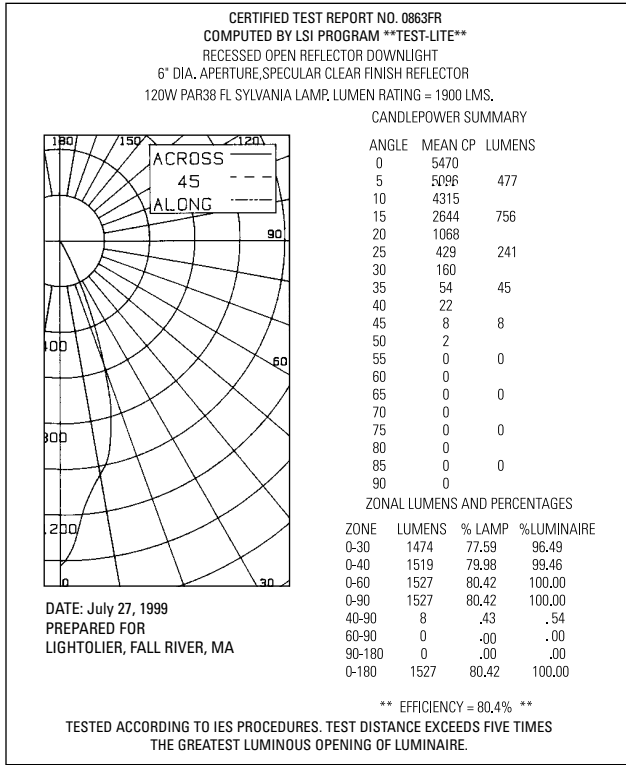 CERTIFIED TEST REPORT NO. 0863FR
COMPUTED BY LSI PROGRAM **TEST-LITE**
RECESSED OPEN REFLECTOR DOWNLIGHT
6" DIA. APERTURE,SPECULAR CLEAR FINISH REFLECTOR
120W PAR38 FL SYLVANIA LAMP. LUMEN RATING = 1900 LMS.
180 150 120
ACROSS
45
ALONG
90
60
400
800
1200
0 30
DATE: July 27, 1999
PREPARED FOR
LIGHTOLIER, FALL RIVER, MA
CANDLEPOWER SUMMARY
ANGLE MEAN CP LUMENS
0 5470
5 5096 477
10 4315
15 2644 756
20 1068
25 429 241
30 160
35 54 45
40 22
45 8 8
50 2
55 0 0
60 0
65 0 0
70 0
75 0 0
80 0
85 0 0
90 0
ZONAL LUMENS AND PERCENTAGES
ZONE LUMENS % LAMP %LUMINAIRE
0-30 1474 77.59 96.49
0-40 1519 79.98 99.46
0-60 1527 80.42 100.00
0-90 1527 80.42 100.00
40-90 8 .43 .54
60-90 0 .00 .00
90-180 0 .00 .00
0-180 1527 80.42 100.00
** EFFICIENCY = 80.4% **
TESTED ACCORDING TO IES PROCEDURES. TEST DISTANCE EXCEEDS FIVE TIMES
THE GREATEST LUMINOUS OPENING OF LUMINAIRE.